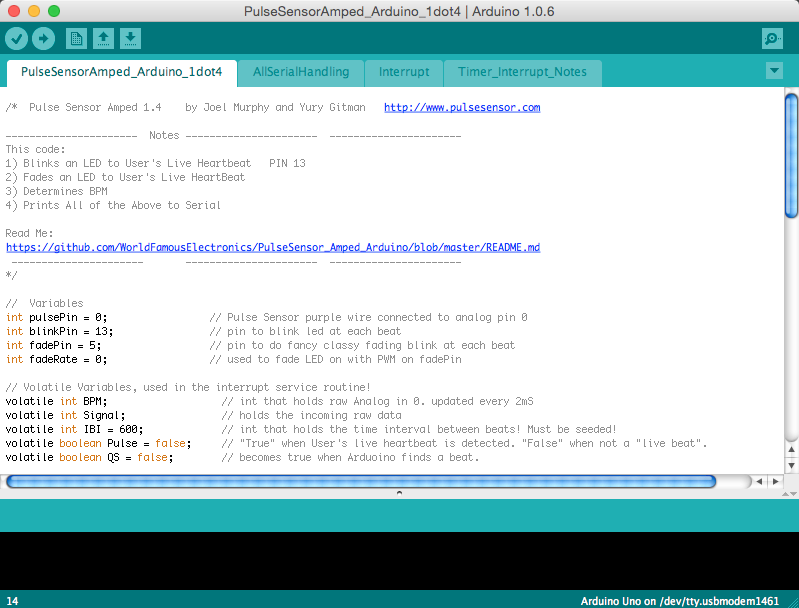 PulseSensorAmped_Arduino_1dot4 | Arduino 1.0.6
PulseSensorAmped_Arduino_1dot4 AllSerialHandling Interrupt Timer_Interrupt_Notes
/* Pulse Sensor Amped 1.4 by Joel Murphy and Yury Gitman http://www.pulsesensor.com
---------------------- Notes ---------------------- ----------------------
This code:
1) Blinks an LED to User's Live Heartbeat PIN 13
2) Fades an LED to User's Live HeartBeat
3) Determines BPM
4) Prints All of the Above to Serial
Read Me:
https://github.com/WorldFamousElectronics/PulseSensor_Amped_Arduino/blob/master/README.md
---------------------- ---------------------- ----------------------
*/
// Variables
int pulsePin = 0; // Pulse Sensor purple wire connected to analog pin 0
int blinkPin = 13; // pin to blink led at each beat
int fadePin = 5; // pin to do fancy classy fading blink at each beat
int fadeRate = 0; // used to fade LED on with PWM on fadePin
// Volatile Variables, used in the interrupt service routine!
volatile int BPM; // int that holds raw Analog in 0. updated every 2mS
volatile int Signal; // holds the incoming raw data
volatile int IBI = 600; // int that holds the time interval between beats! Must be seeded!
volatile boolean Pulse = false; // "True" when User's live heartbeat is detected. "False" when not a "live beat".
volatile boolean QS = false; // becomes true when Arduoino finds a beat.
14 Arduino Uno on /dev/tty.usbmodem1461